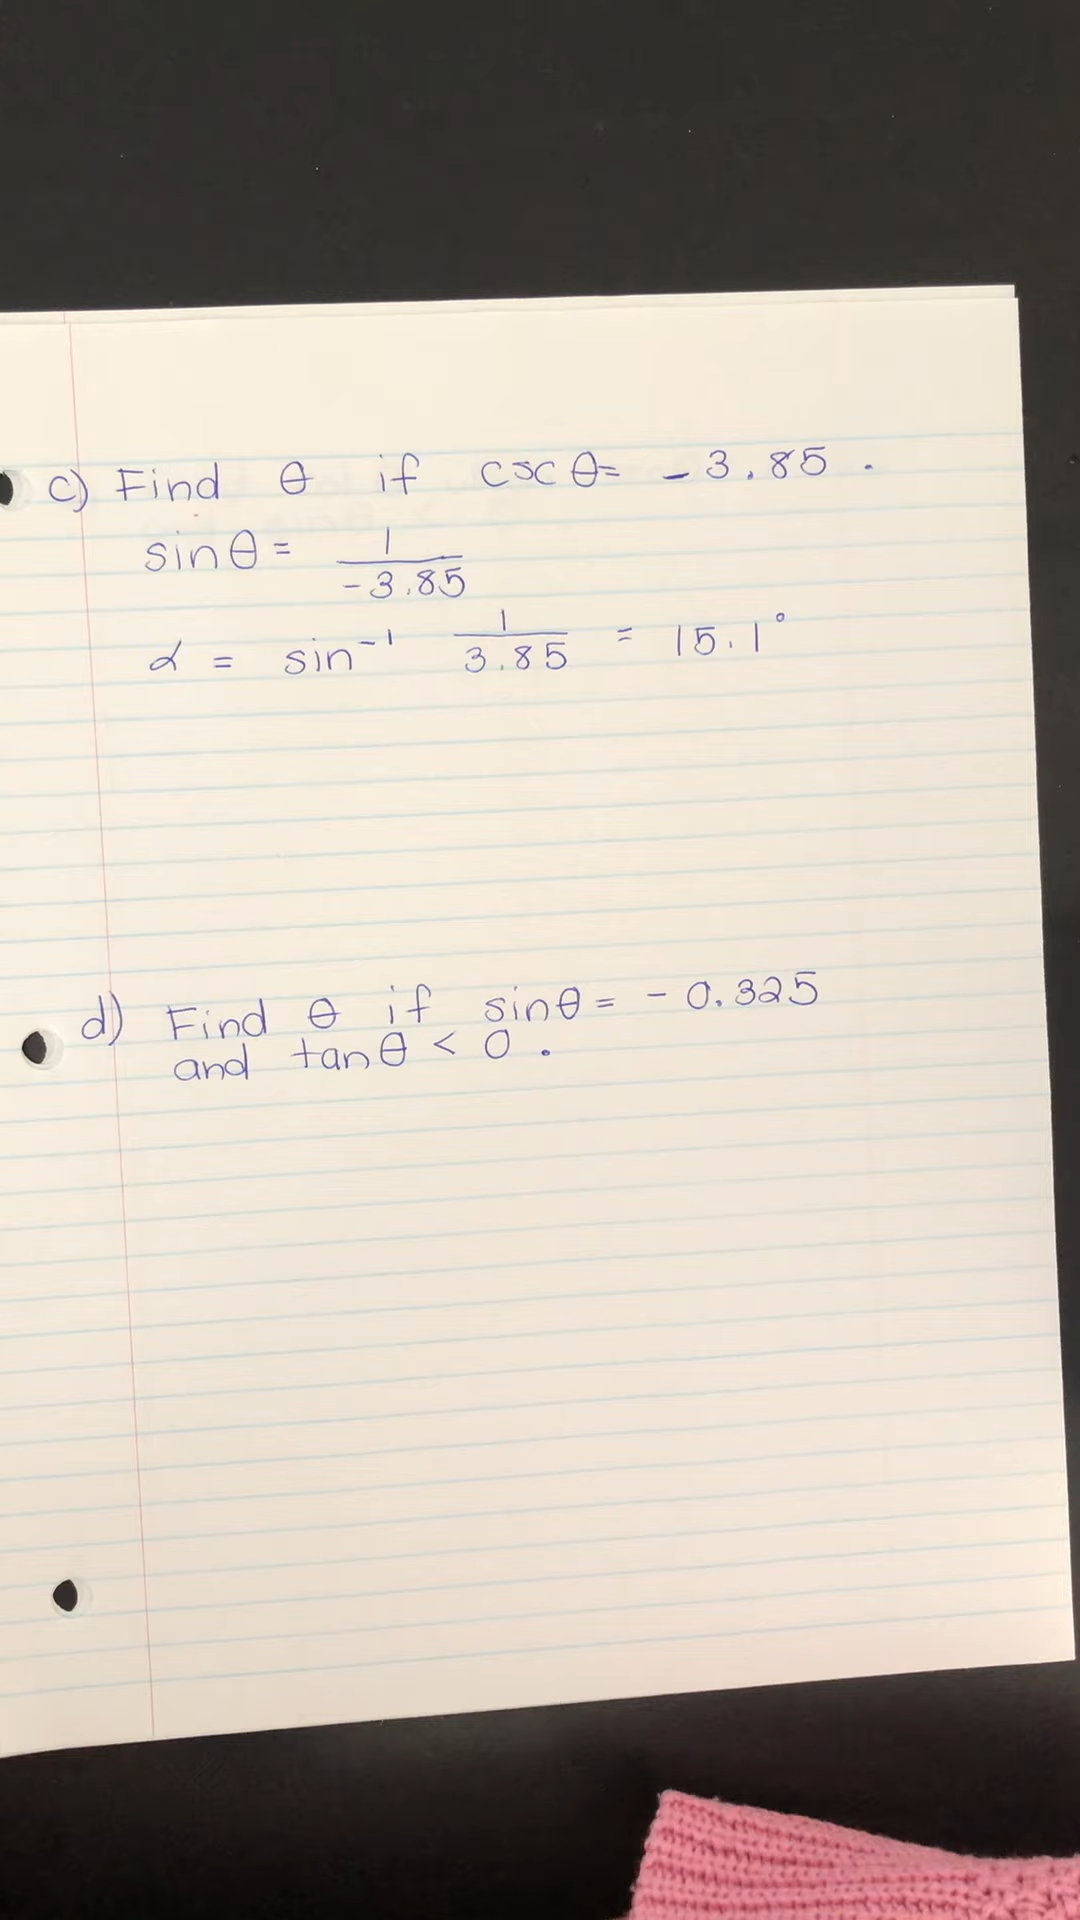 c) Find θ if csc θ = - 3.85 .
sin θ = 1/-3.85
α = sin⁻¹ 1/3.85 = 15.1°
d) Find θ if sin θ = - 0.325
and tan θ < 0 .